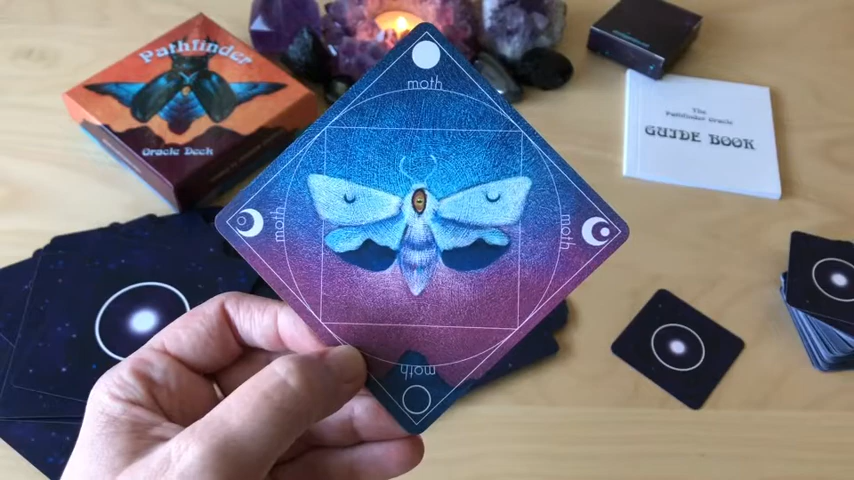 Pathfinder
Oracle Deck
moth
moth
moth
moth
The
Pathfinder Oracle
GUIDE BOOK